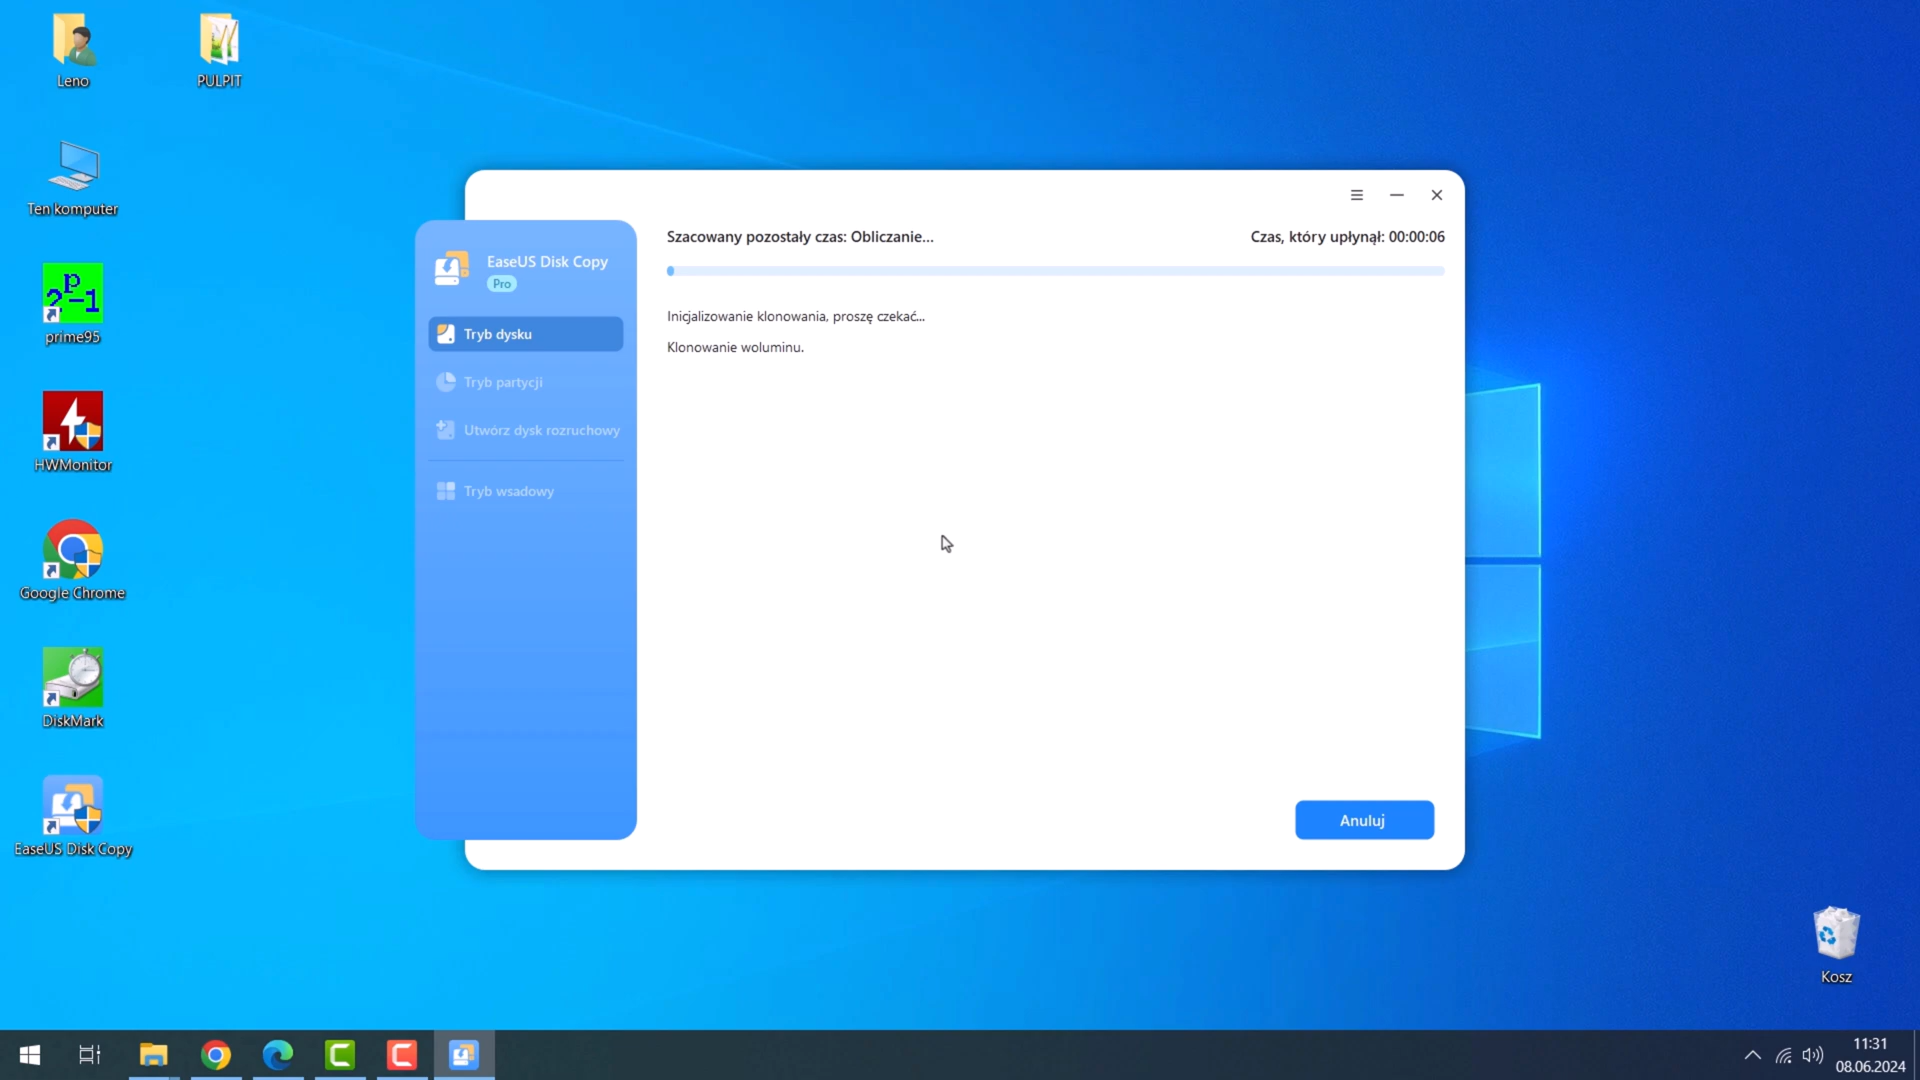 Leno
PULPIT
Ten komputer
prime95
HWMonitor
Google Chrome
DiskMark
EaseUS Disk Copy
EaseUS Disk Copy
Pro
Tryb dysku
Tryb partycji
Utwórz dysk rozruchowy
Tryb wsadowy
Szacowany pozostały czas: Obliczanie...
Czas, który upłynął: 00:00:06
Inicjalizowanie klonowania, proszę czekać...
Klonowanie woluminu.
Anuluj
Kosz
11:31
08.06.2024